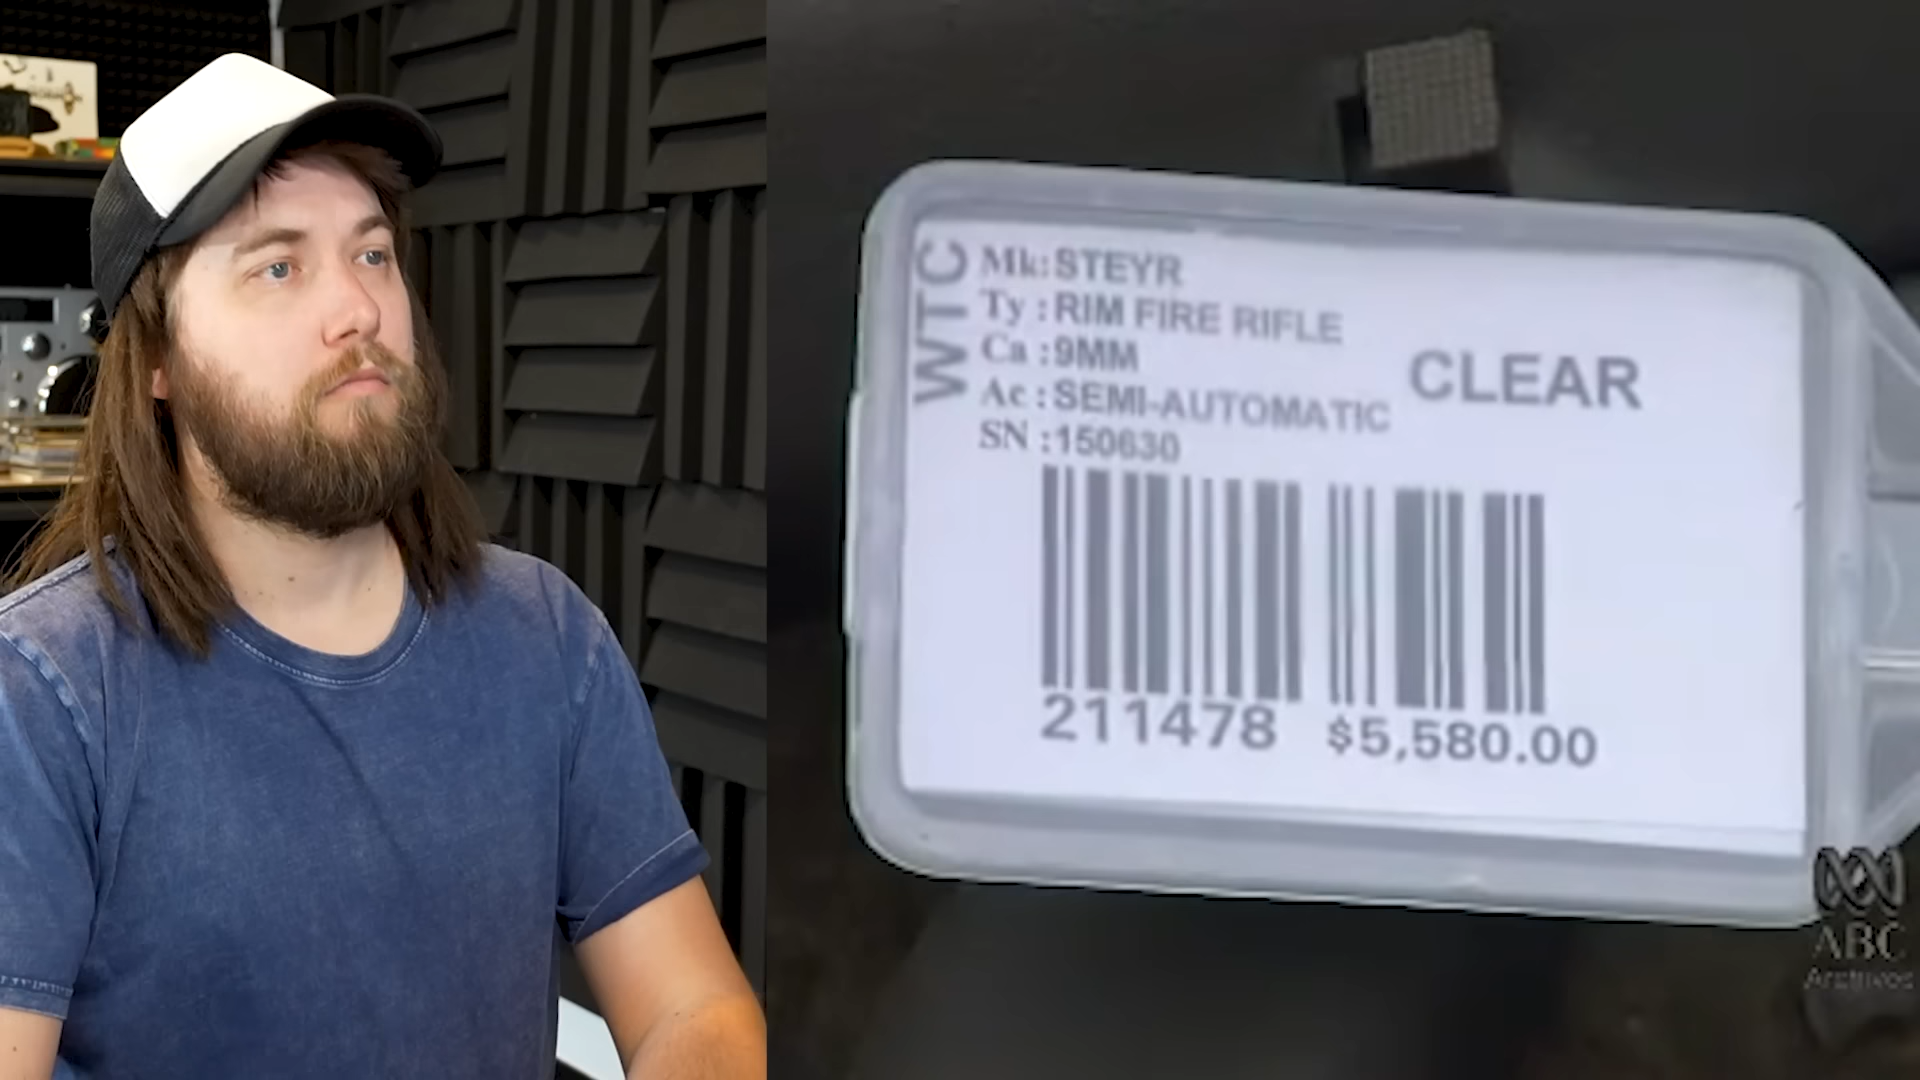 WTC
Mk:STEYR
Ty :RIM FIRE RIFLE
Ca :9MM
Ac :SEMI-AUTOMATIC
SN :150630
CLEAR
211478 $5,580.00
ABC
Archives